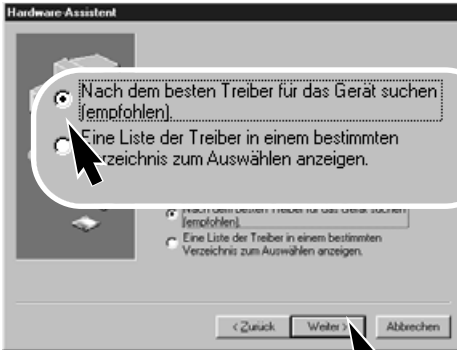 Hardware-Assistent
Nach dem besten Treiber für das Gerät suchen
(empfohlen).
Eine Liste der Treiber in einem bestimmten
Verzeichnis zum Auswählen anzeigen.
Nach dem besten Treiber für das Gerät suchen
(empfohlen).
Eine Liste der Treiber in einem bestimmten
Verzeichnis zum Auswählen anzeigen.
< Zurück
Weiter >
Abbrechen